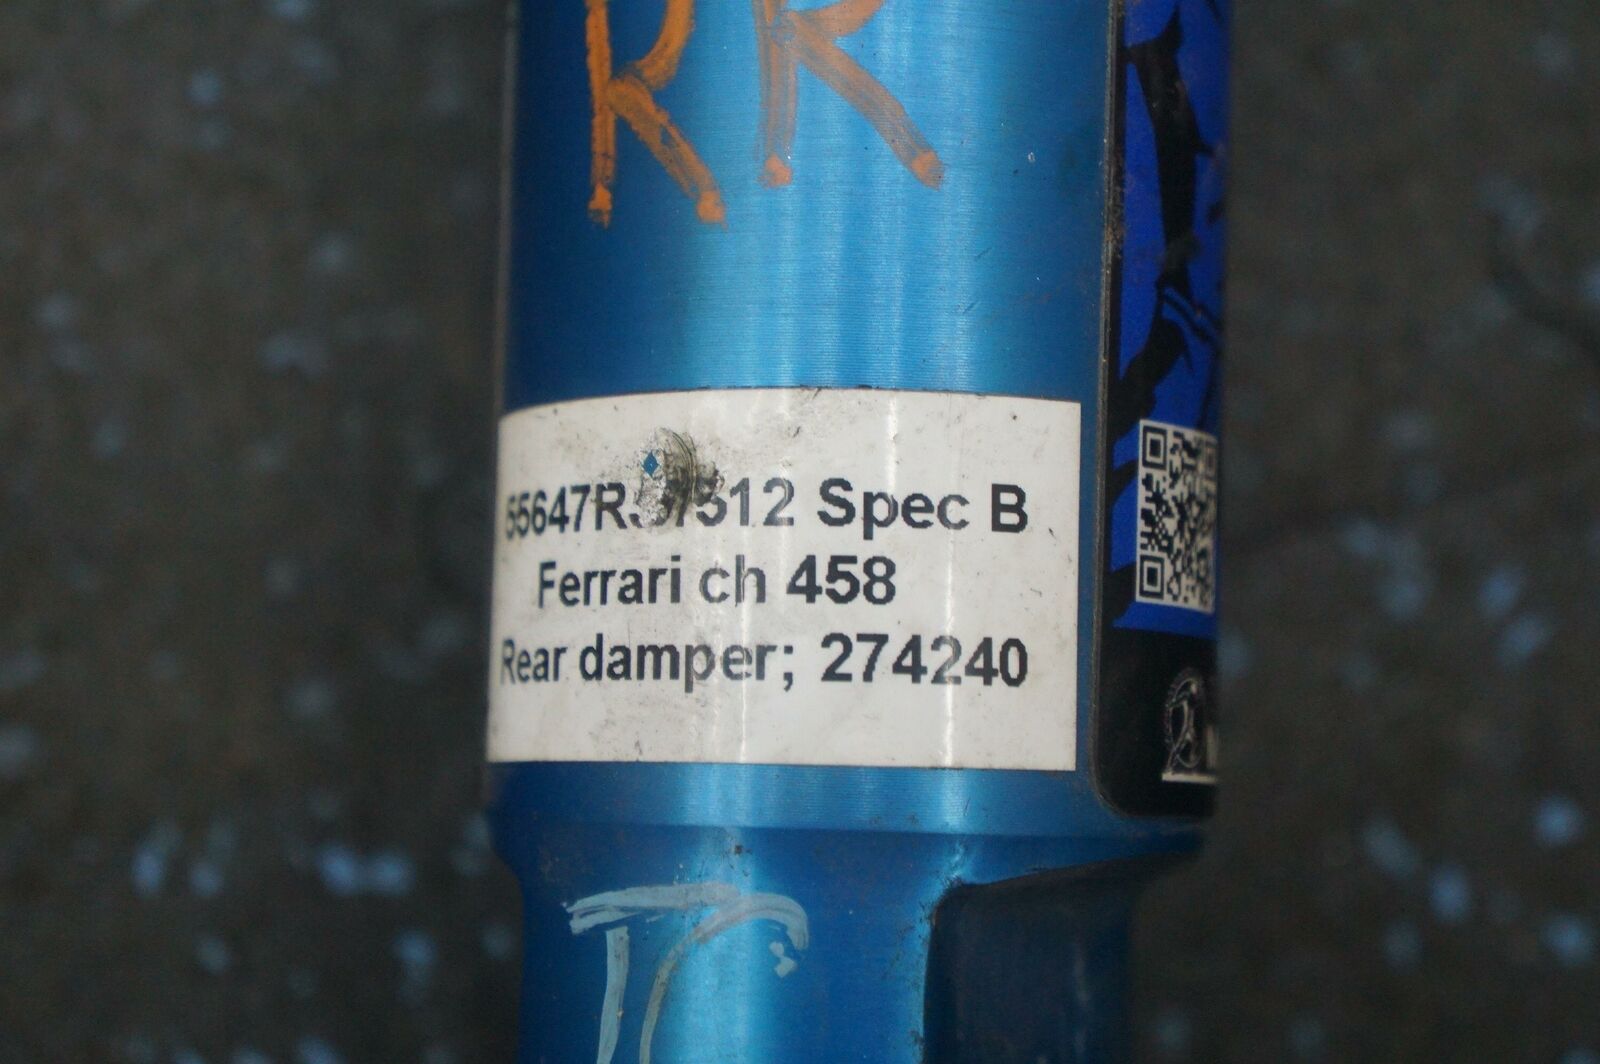 RR
Spec B
Ferrari ch 458
Rear damper; 274240